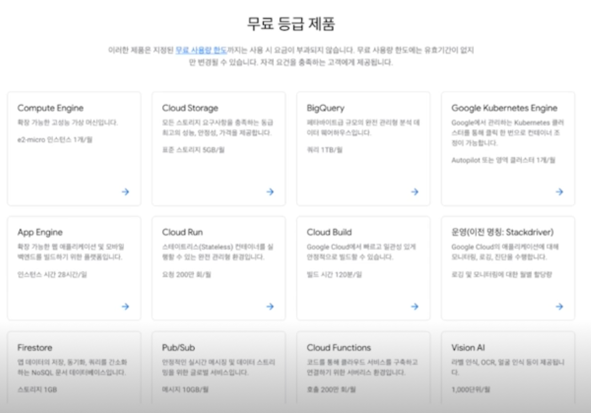 무료 등급 제품
이러한 제품은 지정된 무료 사용량 한도까지는 사용 시 요금이 부과되지 않습니다. 무료 사용량 한도에는 유효기간이 없지
만 변경될 수 있습니다. 자격 요건을 충족하는 고객에게 제공됩니다.
Compute Engine
확장 가능한 고성능 가상 머신입니다.
e2-micro 인스턴스 1개/월
Cloud Storage
모든 스토리지 요구사항을 충족하는 동급
최고의 성능, 안정성, 가격을 제공합니다.
표준 스토리지 5GB/월
BigQuery
페타바이트급 규모의 완전 관리형 분석 데
이터 웨어하우스입니다.
쿼리 1TB/월
Google Kubernetes Engine
Google에서 관리하는 Kubernetes 클러
스터를 통해 클릭 한 번으로 컨테이너 조
정이 가능합니다.
Autopilot 또는 영역 클러스터 1개/월
App Engine
확장 가능한 웹 애플리케이션 및 모바일
백엔드를 빌드하기 위한 플랫폼입니다.
인스턴스 시간 28시간/일
Cloud Run
스테이트리스(Stateless) 컨테이너를 실
행할 수 있는 완전 관리형 환경입니다.
요청 200만 회/월
Cloud Build
Google Cloud에서 빠르고 일관성 있게
안정적으로 빌드할 수 있습니다.
빌드 시간 120분/일
운영(이전 명칭: Stackdriver)
Google Cloud의 애플리케이션에 대해
모니터링, 로깅, 진단을 수행합니다.
로깅 및 모니터링에 대한 월별 할당량
Firestore
앱 데이터의 저장, 동기화, 쿼리를 간소화
하는 NoSQL 문서 데이터베이스입니다.
스토리지 1GB
Pub/Sub
안정적인 실시간 메시징 및 데이터 스트리
밍을 위한 글로벌 서비스입니다.
메시지 10GB/월
Cloud Functions
코드를 통해 클라우드 서비스를 구축하고
연결하기 위한 서버리스 환경입니다.
호출 200만 회/월
Vision AI
라벨 인식, OCR, 얼굴 인식 등이 제공됩니
다.
1,000단위/월